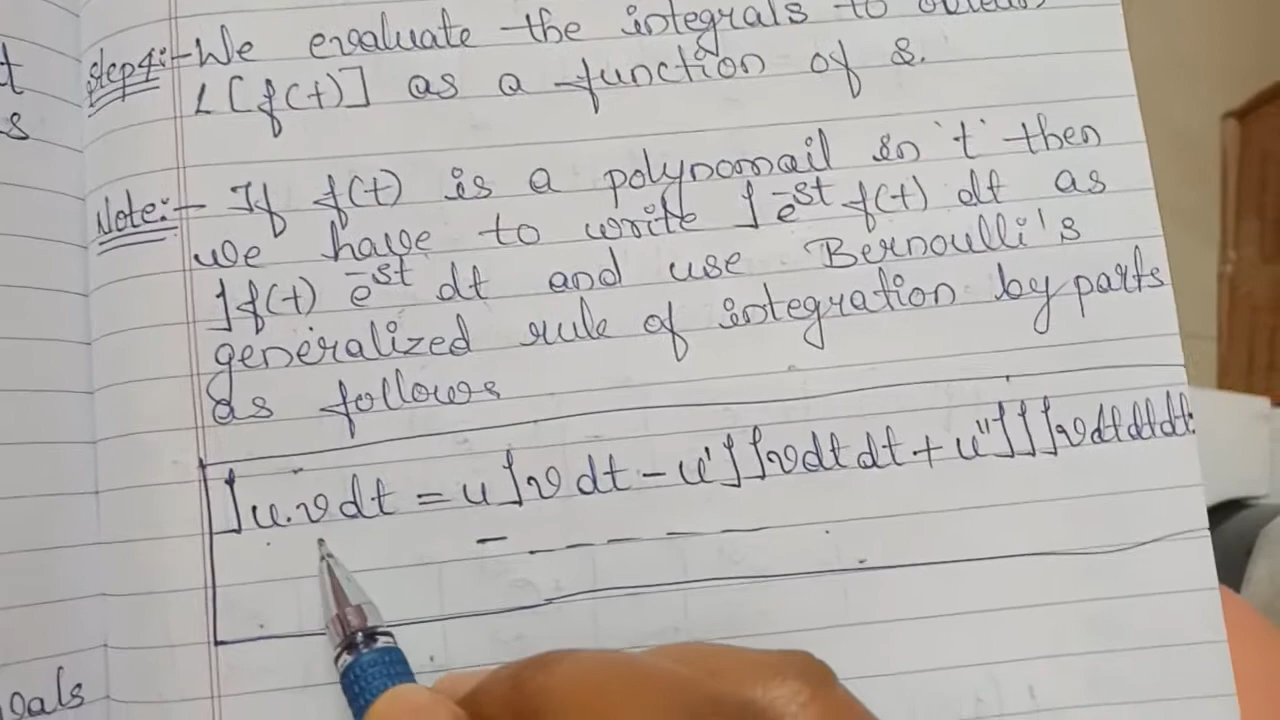 t
s
Step4:- We evaluate the integrals to obtain
L[f(t)] as a function of s.
Note:- If f(t) is a polynomail in 't' then
we have to write ∫e^-st f(t) dt as
∫f(t) e^-st dt and use Bernoulli's
generalized rule of integration by parts
as follows
∫u.v dt = u∫v dt - u'∫∫v dt dt + u''∫∫∫v dt dt dt
- - - - -
gals